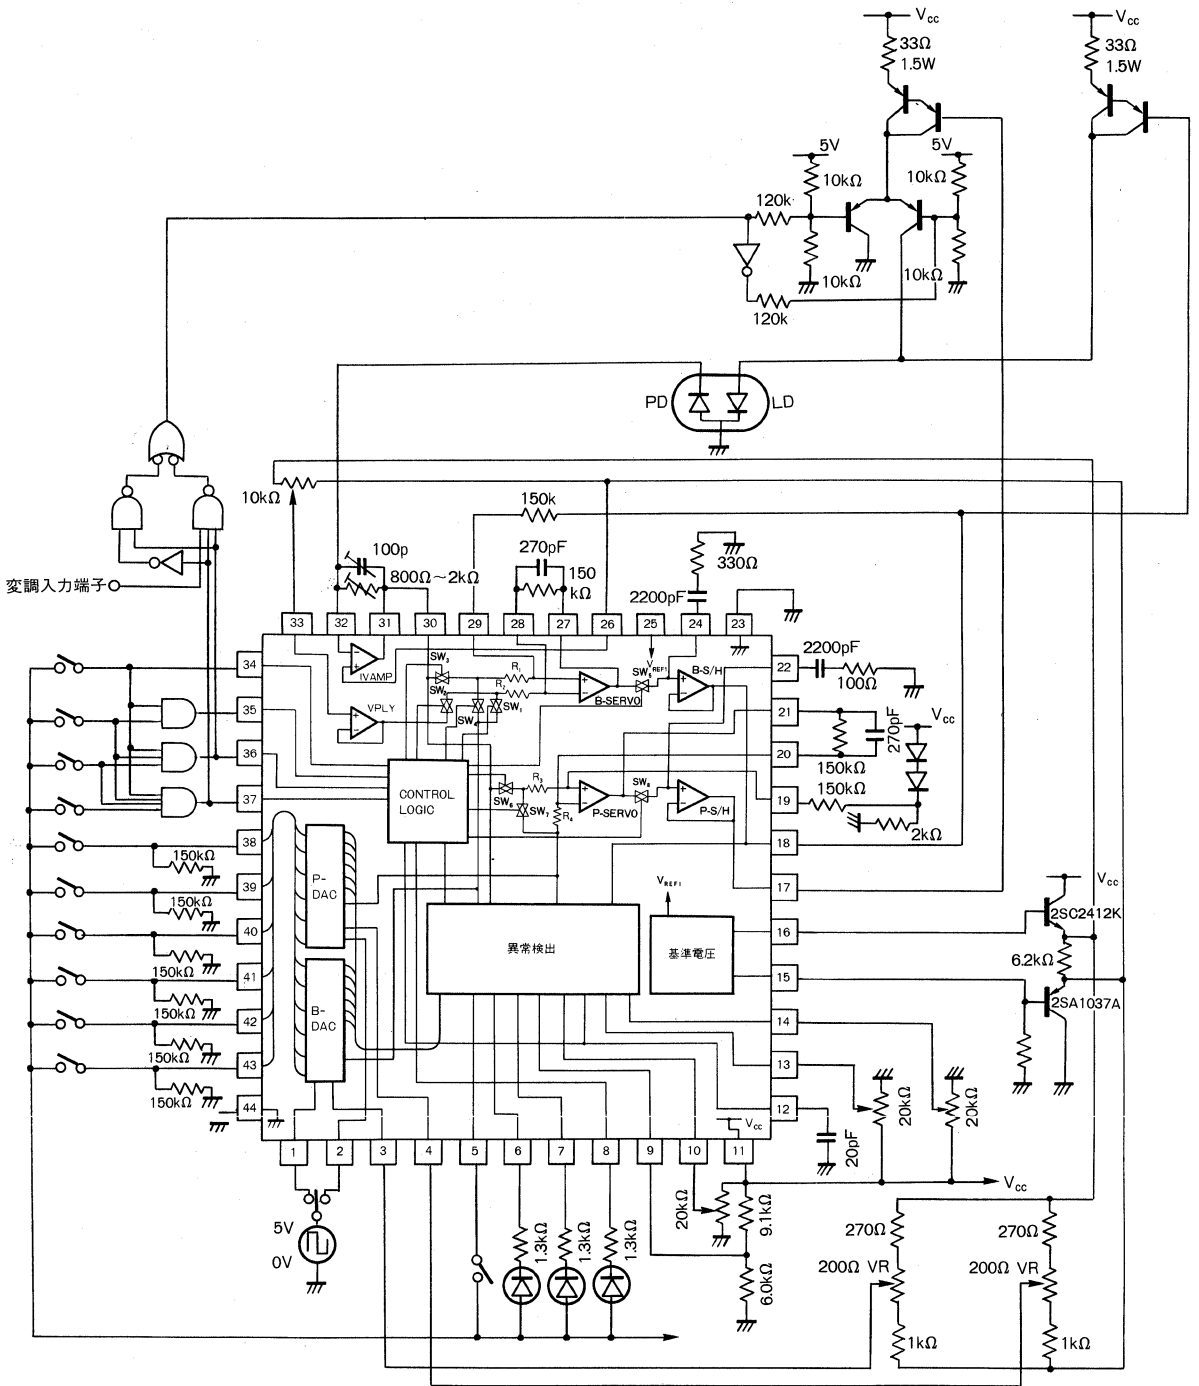 Vcc
Vcc
33Ω
1.5W
33Ω
1.5W
5V
5V
10kΩ
10kΩ
120k
10kΩ
10kΩ
120k
PD
LD
10kΩ
150k
100p
800Ω～2kΩ
270pF
150
kΩ
330Ω
2200pF
変調入力端子
33
32
31
30
29
28
27
26
25
24
23
34
35
36
37
38
39
40
41
42
43
44
IVAMP
VPLY
SW3
SW2
SW4
SW1
R1
R2
B-SERVO
VREF1
SW5
B-S/H
CONTROL
LOGIC
SW6
SW7
R3
R4
P-SERVO
SW8
P-S/H
P-
DAC
B-
DAC
VREF1
異常検出
基準電圧
Vcc
150kΩ
150kΩ
150kΩ
150kΩ
150kΩ
150kΩ
22
21
20
19
18
17
16
15
14
13
12
2200pF
100Ω
270pF
Vcc
150kΩ
150kΩ
2kΩ
Vcc
2SC2412K
6.2kΩ
2SA1037A
20kΩ
20kΩ
20pF
1
2
3
4
5
6
7
8
9
10
11
5V
0V
1.3kΩ
1.3kΩ
1.3kΩ
20kΩ
9.1kΩ
6.0kΩ
Vcc
270Ω
270Ω
200Ω VR
200Ω VR
1kΩ
1kΩ